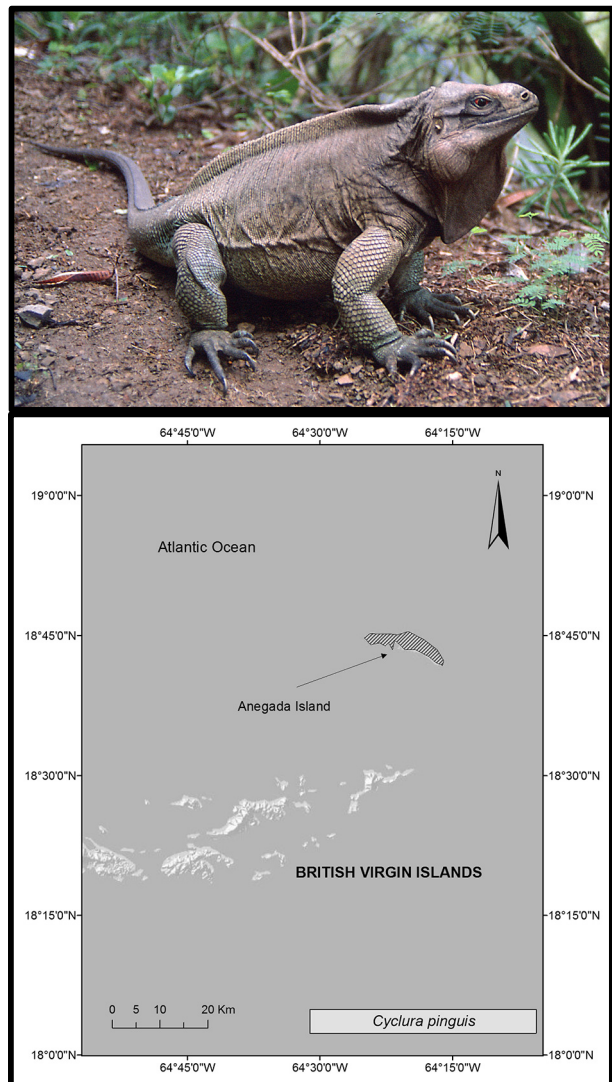 64°45'0"W 64°30'0"W 64°15'0"W
N
19°0'0"N 19°0'0"N
Atlantic Ocean
18°45'0"N 18°45'0"N
Anegada Island
18°30'0"N 18°30'0"N
BRITISH VIRGIN ISLANDS
18°15'0"N 18°15'0"N
0 5 10 20 Km
Cyclura pinguis
18°0'0"N 18°0'0"N
64°45'0"W 64°30'0"W 64°15'0"W